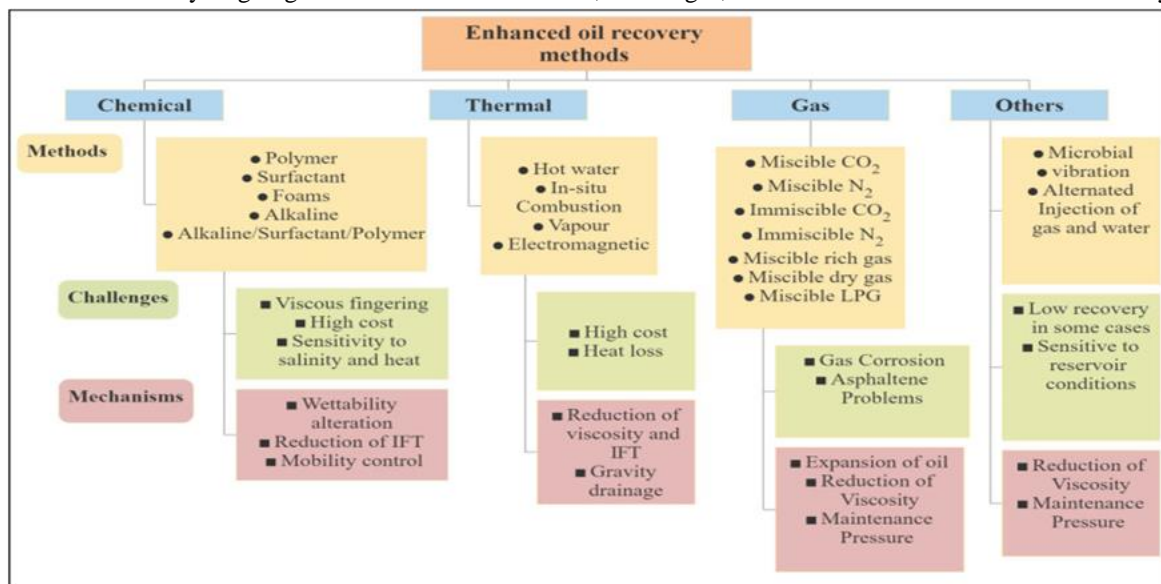 Enhanced oil recovery
methods
Chemical
Thermal
Gas
Others
Methods
● Polymer
● Surfactant
● Foams
● Alkaline
● Alkaline/Surfactant/Polymer
● Hot water
● In-situ
Combustion
● Vapour
● Electromagnetic
● Miscible CO₂
● Miscible N₂
● Immiscible CO₂
● Immiscible N₂
● Miscible rich gas
● Miscible dry gas
● Miscible LPG
● Microbial
vibration
● Alternated
Injection of
gas and water
Challenges
■ Viscous fingering
■ High cost
■ Sensitivity to
salinity and heat
■ High cost
■ Heat loss
■ Gas Corrosion
■ Asphaltene
Problems
■ Low recovery
in some cases
■ Sensitive to
reservoir
conditions
Mechanisms
■ Wettability
alteration
■ Reduction of IFT
■ Mobility control
■ Reduction of
viscosity and
IFT
■ Gravity
drainage
■ Expansion of oil
■ Reduction of
Viscosity
■ Maintenance
Pressure
■ Reduction of
Viscosity
■ Maintenance
Pressure